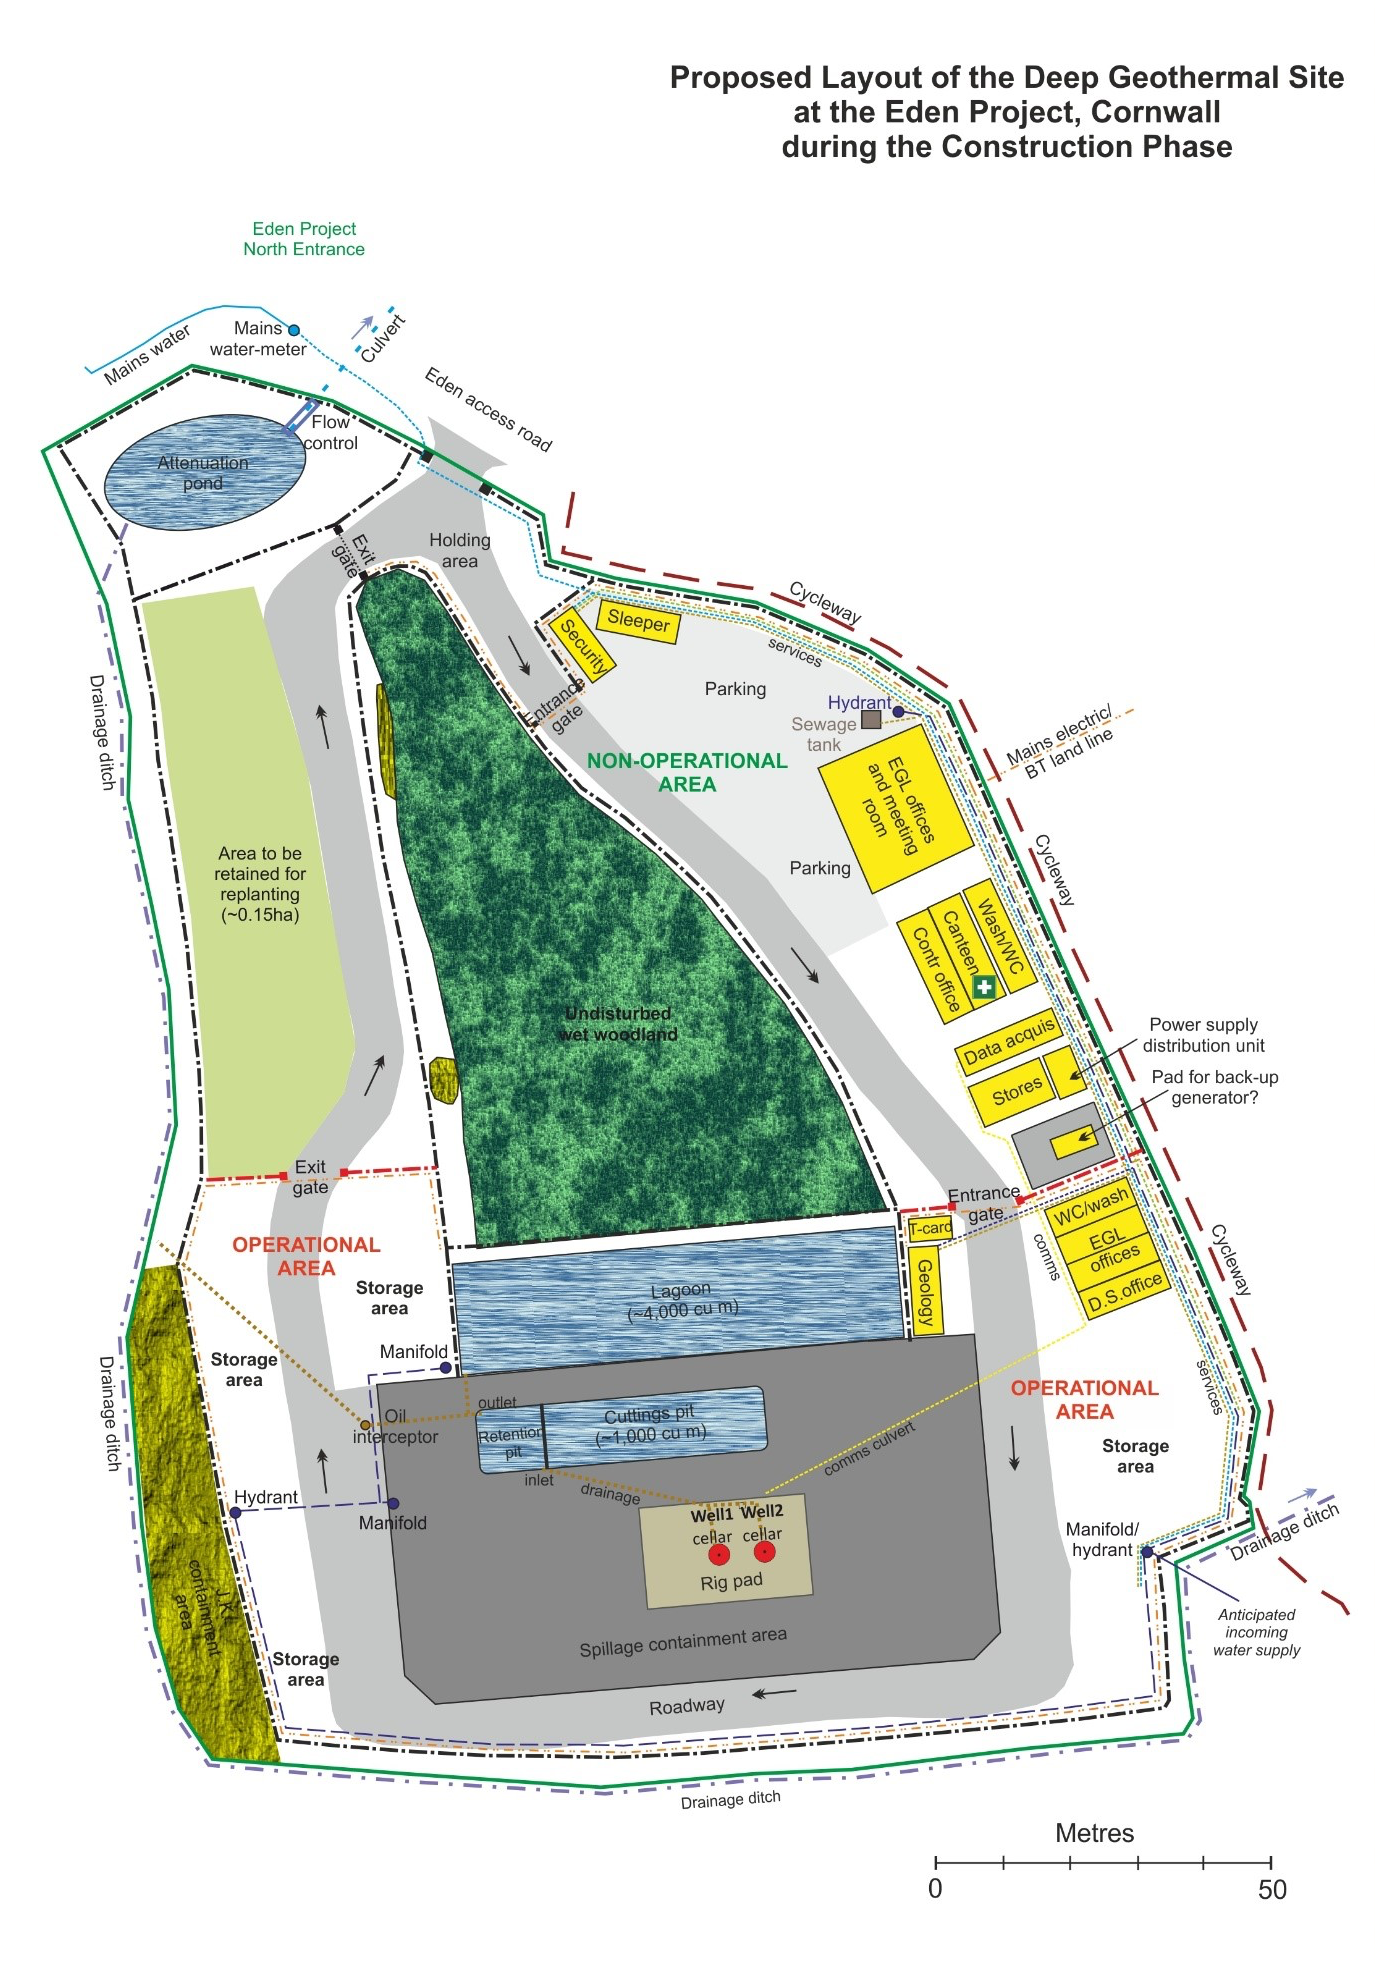 Proposed Layout of the Deep Geothermal Site
at the Eden Project, Cornwall
during the Construction Phase
Eden Project
North Entrance
Mains water
Mains
water-meter
Culvert
Eden access road
Flow
control
Attenuation
pond
Exit
gate
Holding
area
Cycleway
Security
Sleeper
services
Entrance
gate
Parking
Hydrant
Sewage
tank
Mains electric/
BT land line
NON-OPERATIONAL
AREA
EGL offices
and meeting
room
Drainage ditch
Area to be
retained for
replanting
(~0.15ha)
Parking
Cycleway
Wash/WC
Canteen
Contr office
Undisturbed
wet woodland
Data acquis
Stores
Power supply
distribution unit
Pad for back-up
generator?
Exit
gate
Entrance
gate
T-card
WC/wash
EGL
offices
D.S.office
comms
Cycleway
OPERATIONAL
AREA
Storage
area
Lagoon
(~4,000 cu m)
Geology
Manifold
Storage
area
Drainage ditch
OPERATIONAL
AREA
services
Oil
interceptor
outlet
Retention
pit
Cuttings pit
(~1,000 cu m)
inlet
drainage
comms culvert
Storage
area
Hydrant
Manifold
Well1 Well2
cellar cellar
Rig pad
Manifold/
hydrant
Drainage ditch
J.K.
containment
area
Anticipated
incoming
water supply
Storage
area
Spillage containment area
Roadway
Drainage ditch
Metres
0 50